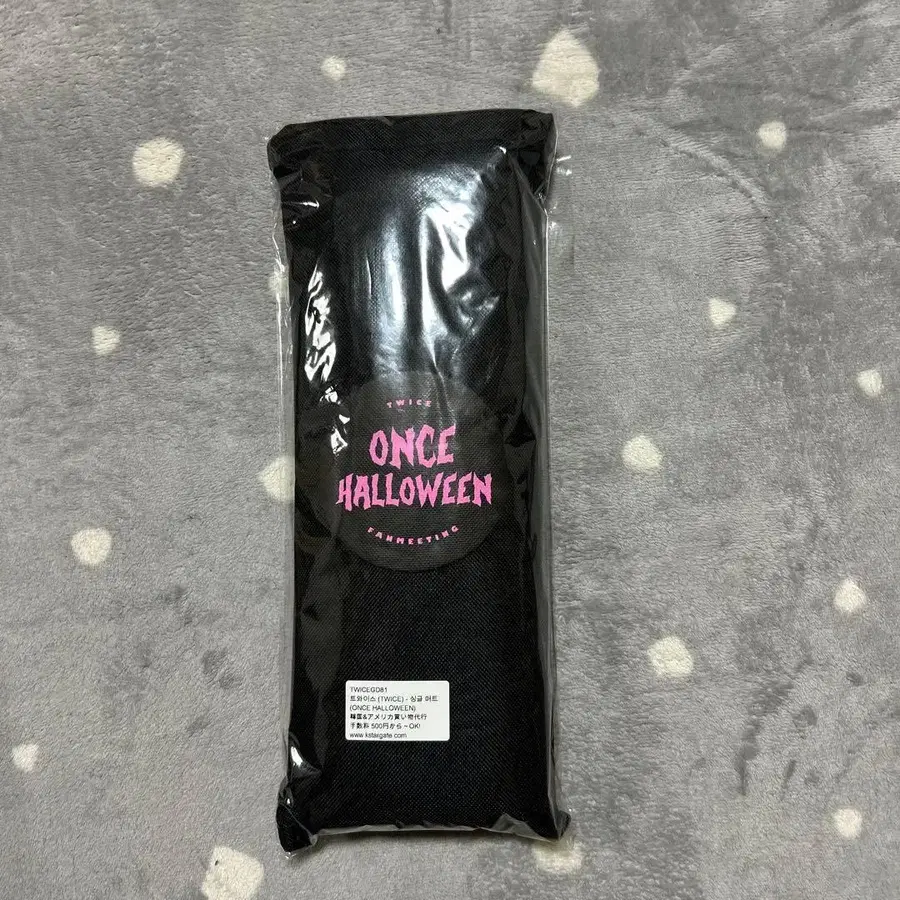 TWICE
ONCE
HALLOWEEN
FANMEETING
TWICEGD81
트와이스 (TWICE) - 싱글 매트
(ONCE HALLOWEEN)
韓国&アメリカ買い物代行
手数料 500円から~OK!
www.kstargate.com